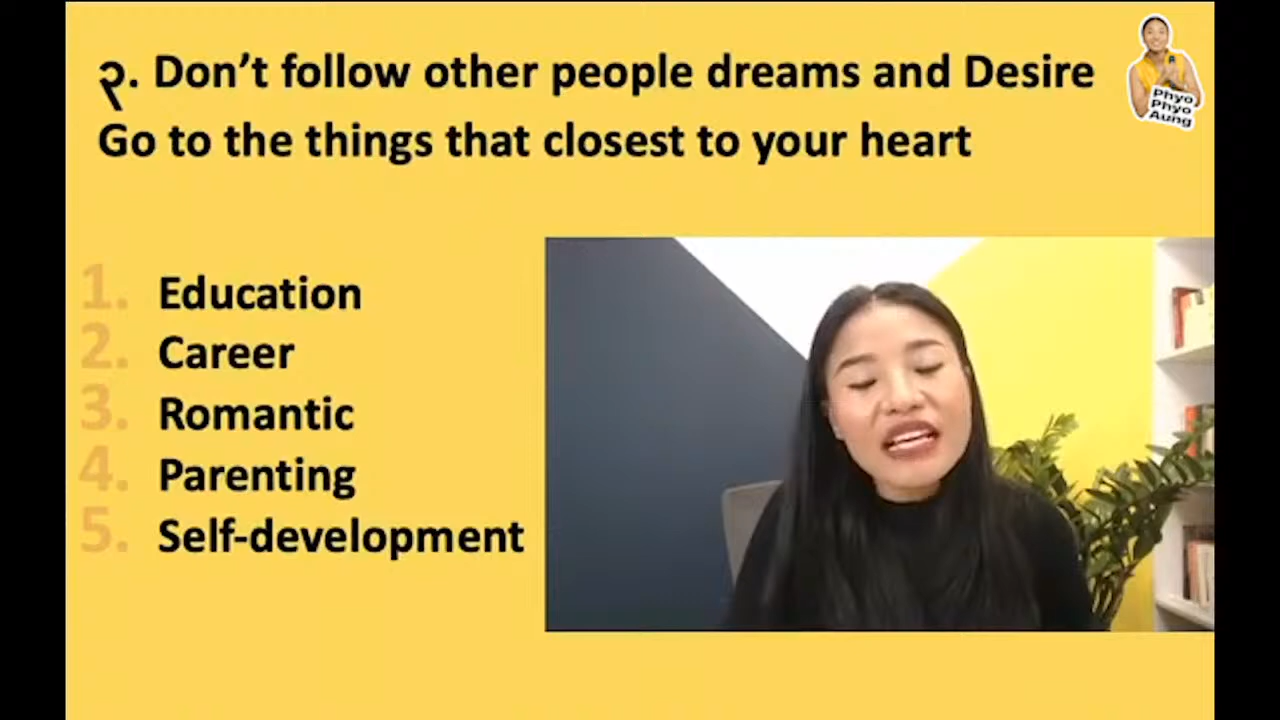 ၂. Don’t follow other people dreams and Desire
Go to the things that closest to your heart
Phyo
Phyo
Aung
1. Education
2. Career
3. Romantic
4. Parenting
5. Self-development